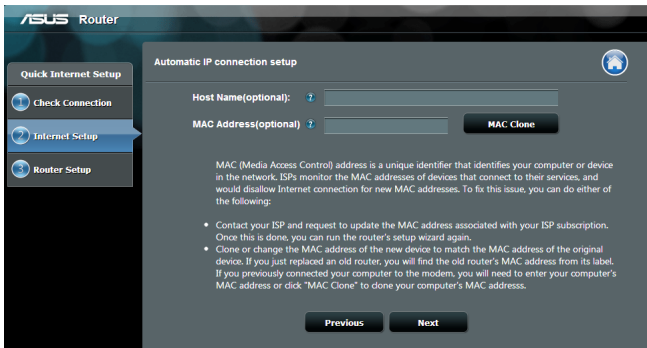 ASUS Router
Quick Internet Setup
1 Check Connection
2 Internet Setup
3 Router Setup
Automatic IP connection setup
Host Name(optional): ?
MAC Address(optional) ? MAC Clone
MAC (Media Access Control) address is a unique identifier that identifies your computer or device
in the network. ISPs monitor the MAC addresses of devices that connect to their services, and
would disallow Internet connection for new MAC addresses. To fix this issue, you can do either of
the following:
• Contact your ISP and request to update the MAC address associated with your ISP subscription.
Once this is done, you can run the router's setup wizard again.
• Clone or change the MAC address of the new device to match the MAC address of the original
device. If you just replaced an old router, you will find the old router's MAC address from its label.
If you previously connected your computer to the modem, you will need to enter your computer's
MAC address or click "MAC Clone" to clone your computer's MAC addresss.
Previous Next